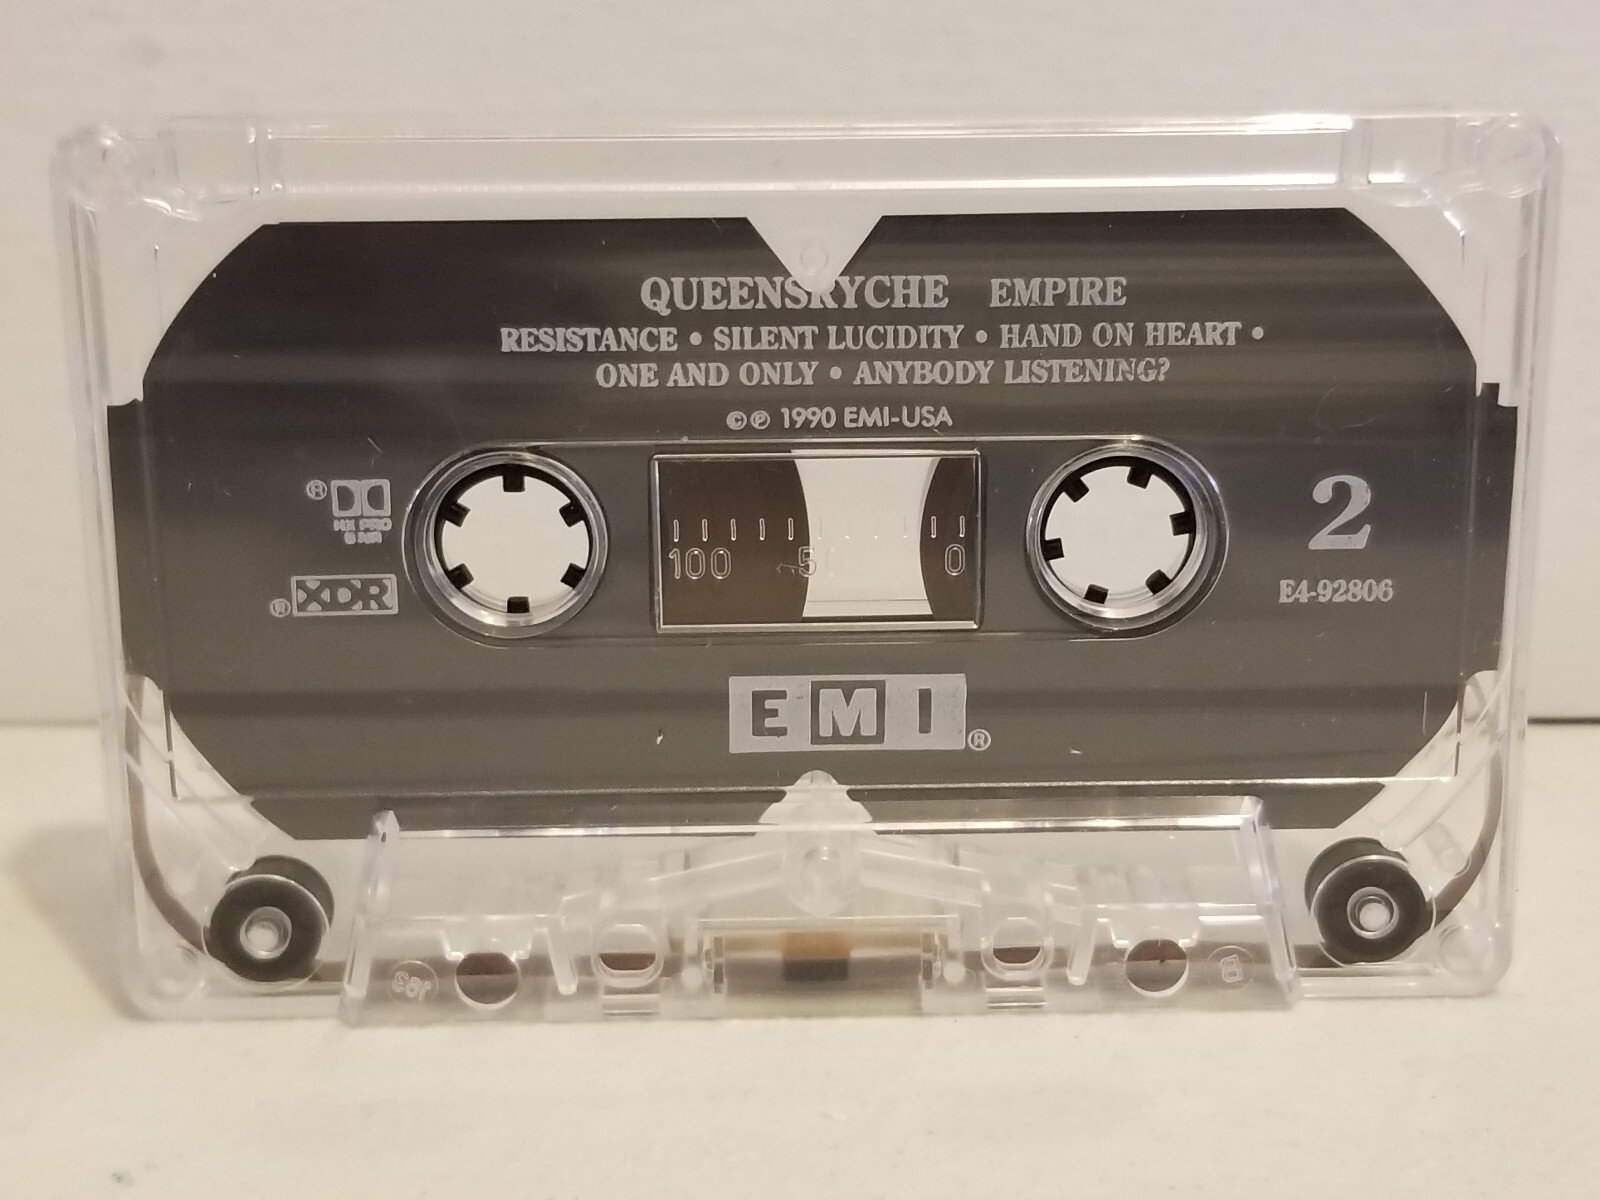 QUEENSRYCHE EMPIRE
RESISTANCE • SILENT LUCIDITY • HAND ON HEART •
ONE AND ONLY • ANYBODY LISTENING?
©℗ 1990 EMI-USA
®
HX PRO
B NR
XDR
®
100 50 0
2
E4-92806
EMI®
B